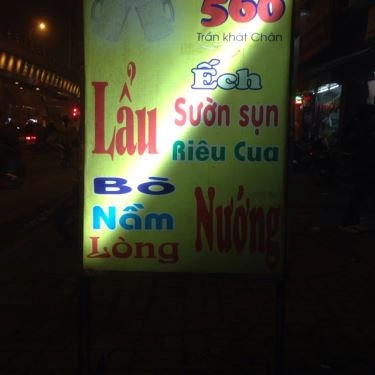 560
Trần khát Chân
Lẩu
Ếch
Sườn sụn
Riêu Cua
Bò
Nầm
Lòng
Nướng